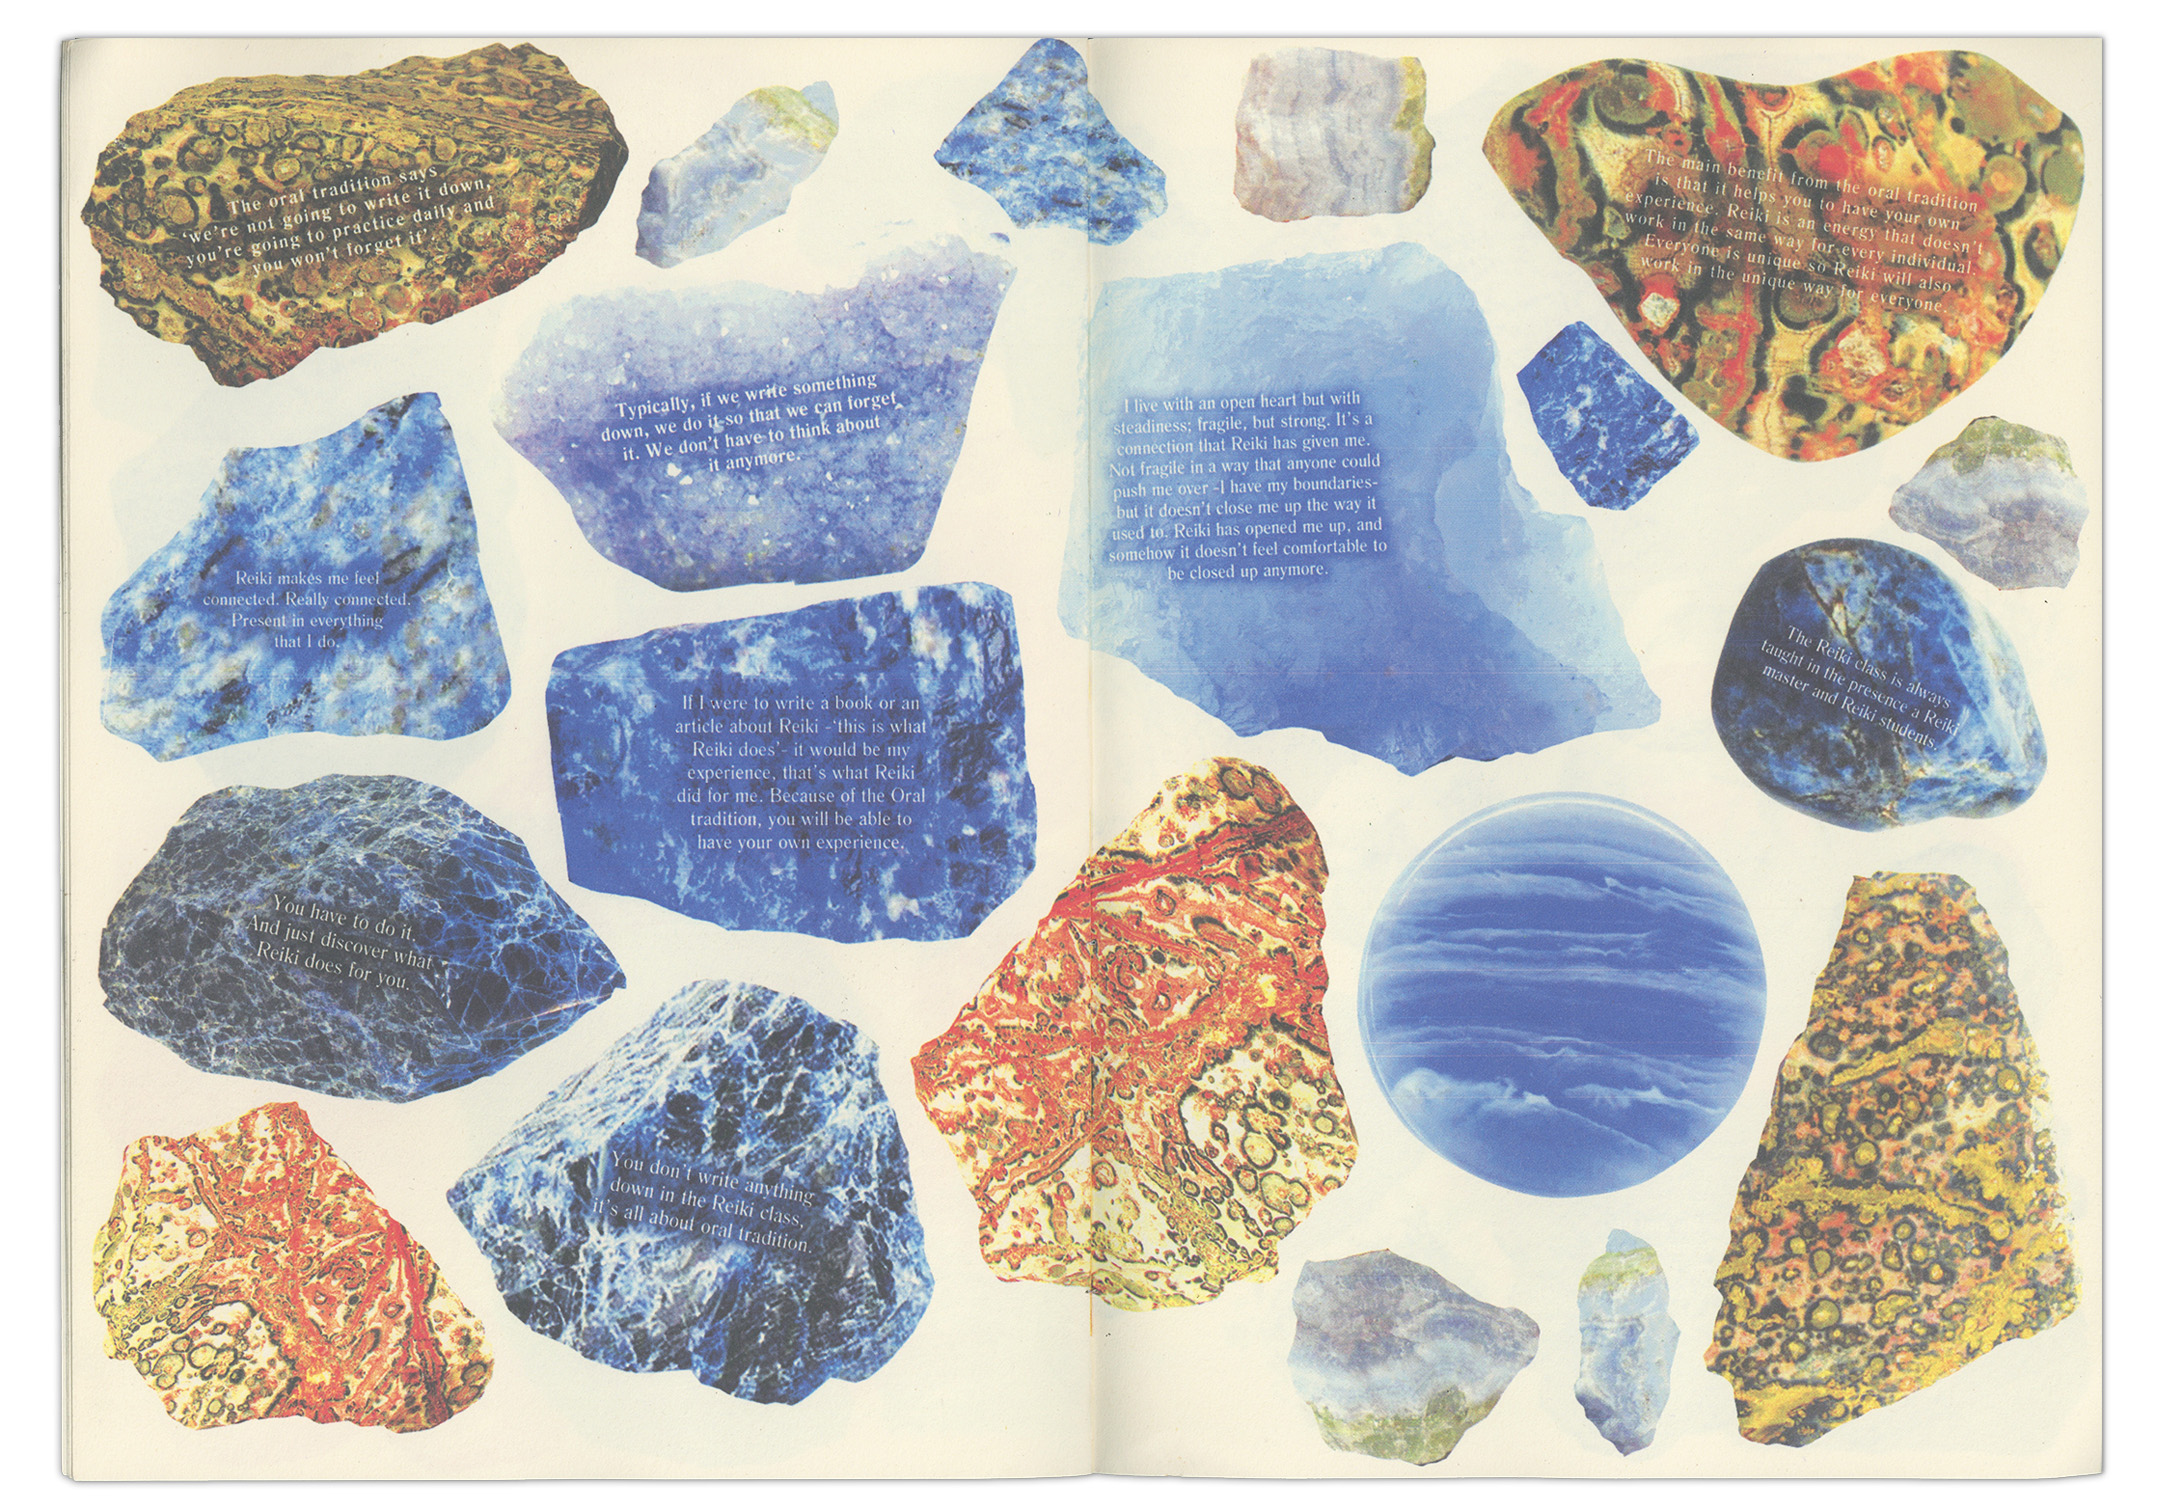 The oral tradition says
'we're not going to write it down,
you're going to practice daily and
you won't forget it'.
Typically, if we write something
down, we do it so that we can forget
it. We don't have to think about
it anymore.
Reiki makes me feel
connected. Really connected.
Present in everything
that I do.
If I were to write a book or an
article about Reiki -'this is what
Reiki does'- it would be my
experience, that's what Reiki
did for me. Because of the Oral
tradition, you will be able to
have your own experience.
You have to do it.
And just discover what
Reiki does for you.
You don't write anything
down in the Reiki class,
it's all about oral tradition.
The main benefit from the oral tradition
is that it helps you to have your own
experience. Reiki is an energy that doesn't
work in the same way for every individual.
Everyone is unique so Reiki will also
work in the unique way for everyone.
I live with an open heart but with
steadiness; fragile, but strong. It's a
connection that Reiki has given me.
Not fragile in a way that anyone could
push me over -I have my boundaries-
but it doesn't close me up the way it
used to. Reiki has opened me up, and
somehow it doesn't feel comfortable to
be closed up anymore.
The Reiki class is always
taught in the presence a Reiki
master and Reiki students.